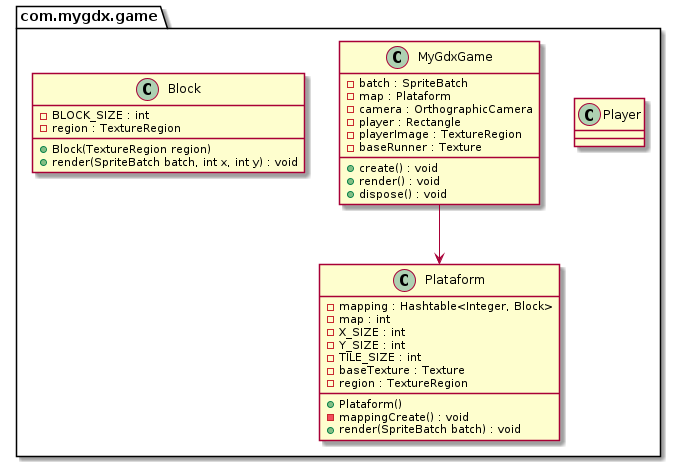 com.mygdx.game
C Block
BLOCK_SIZE : int
region : TextureRegion
Block(TextureRegion region)
render(SpriteBatch batch, int x, int y) : void
C MyGdxGame
batch : SpriteBatch
map : Plataform
camera : OrthographicCamera
player : Rectangle
playerImage : TextureRegion
baseRunner : Texture
create() : void
render() : void
dispose() : void
C Player
C Plataform
mapping : Hashtable<Integer, Block>
map : int
X_SIZE : int
Y_SIZE : int
TILE_SIZE : int
baseTexture : Texture
region : TextureRegion
Plataform()
mappingCreate() : void
render(SpriteBatch batch) : void